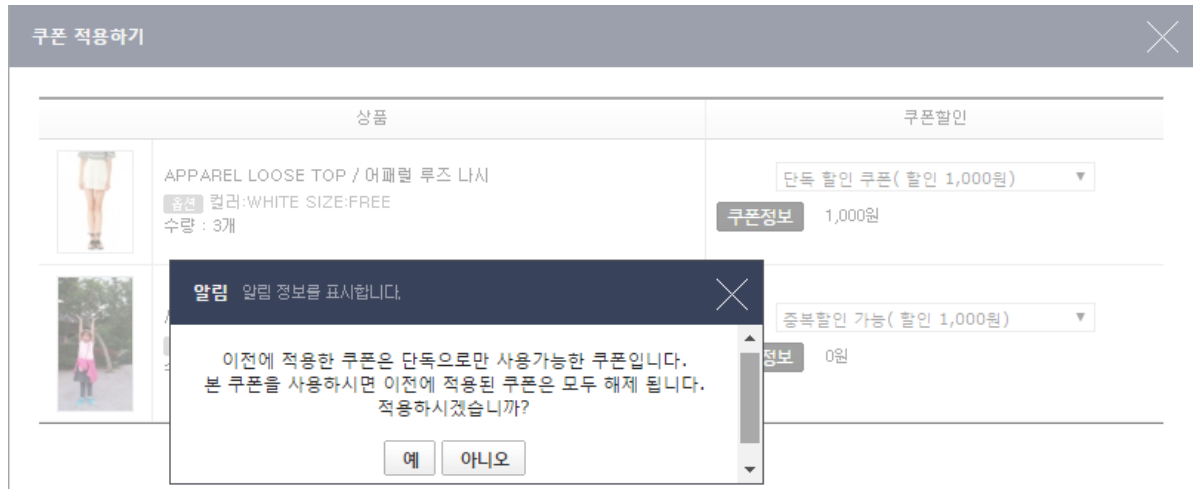 쿠폰 적용하기
상품
쿠폰할인
APPAREL LOOSE TOP / 어패럴 루즈 나시
단독 할인 쿠폰( 할인 1,000원)
옵션 컬러:WHITE SIZE:FREE
쿠폰정보 1,000원
수량 : 3개
알림 알림 정보를 표시합니다.
중복할인 가능( 할인 1,000원)
정보 0원
이전에 적용한 쿠폰은 단독으로만 사용가능한 쿠폰입니다.
본 쿠폰을 사용하시면 이전에 적용된 쿠폰은 모두 해제 됩니다.
적용하시겠습니까?
예 아니오